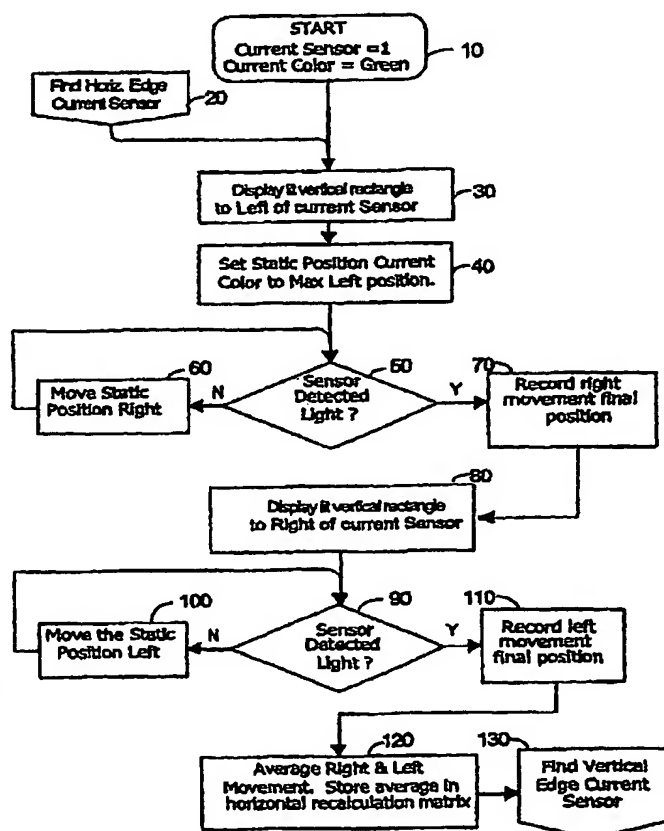 START
Current Sensor =1
Current Color = Green
10
Find Horiz. Edge
Current Sensor
20
Display lit vertical rectangle
to Left of current Sensor
30
Set Static Position Current
Color to Max Left position.
40
60
Move Static
Position Right
N
Sensor
Detected
Light ?
50
Y
70
Record right
movement final
position
80
Display lit vertical rectangle
to Right of current Sensor
100
Move the Static
Position Left
N
Sensor
Detected
Light ?
90
Y
110
Record left
movement
final position
120
Average Right & Left
Movement. Store average in
horizontal recalculation matrix
130
Find Vertical
Edge Current
Sensor